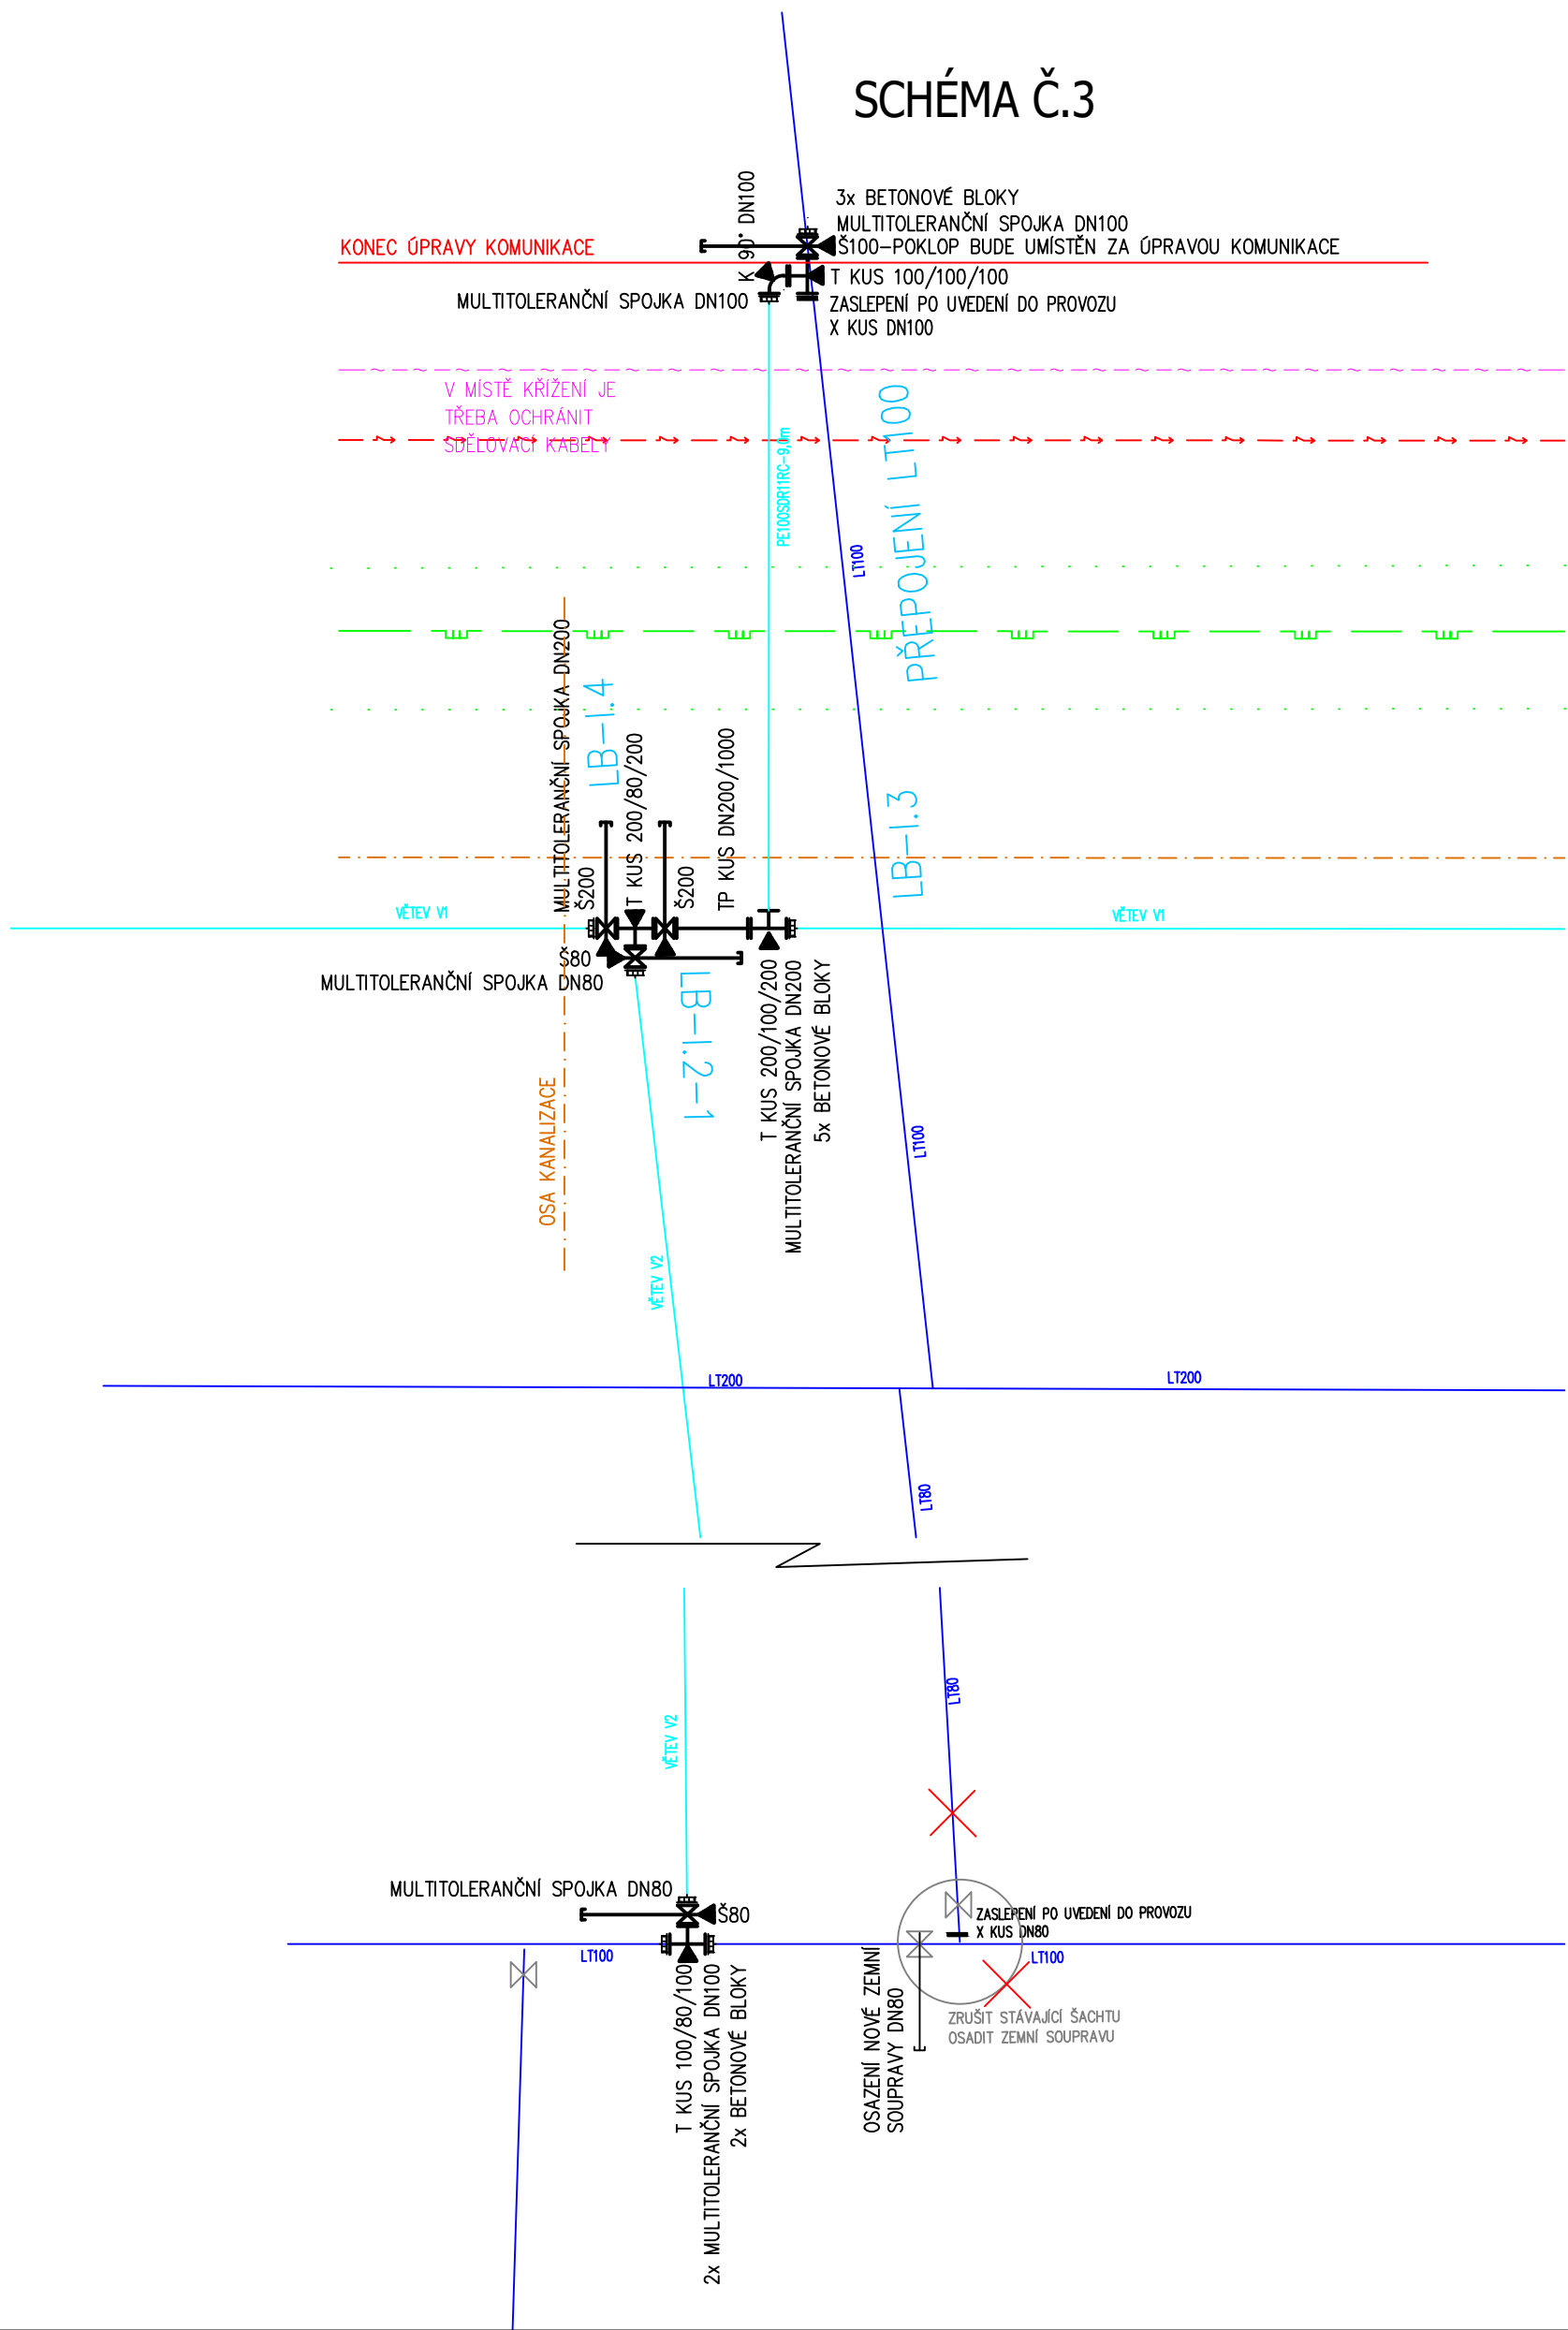 SCHÉMA Č.3
K 90° DN100
3x BETONOVÉ BLOKY
MULTITOLERANČNÍ SPOJKA DN100
Š100-POKLOP BUDE UMÍSTĚN ZA ÚPRAVOU KOMUNIKACE
KONEC ÚPRAVY KOMUNIKACE
T KUS 100/100/100
MULTITOLERANČNÍ SPOJKA DN100
ZASLEPENÍ PO UVEDENÍ DO PROVOZU
X KUS DN100
V MÍSTĚ KŘÍŽENÍ JE
TŘEBA OCHRÁNIT
SDĚLOVACÍ KABELY
PE100SDR11RC-9,0m
PŘEPOJENÍ LT100
LT100
MULTITOLERANČNÍ SPOJKA DN200
LB-I.4
T KUS 200/80/200
TP KUS DN200/1000
LB-I.3
Š200
Š200
VĚTEV V1
VĚTEV V1
Š80
MULTITOLERANČNÍ SPOJKA DN80
LB-I.2-1
T KUS 200/100/200
MULTITOLERANČNÍ SPOJKA DN200
5x BETONOVÉ BLOKY
OSA KANALIZACE
LT100
VĚTEV V2
LT200
LT200
LT80
LT80
VĚTEV V2
MULTITOLERANČNÍ SPOJKA DN80
Š80
ZASLEPENÍ PO UVEDENÍ DO PROVOZU
X KUS DN80
LT100
LT100
T KUS 100/80/100
2x MULTITOLERANČNÍ SPOJKA DN100
2x BETONOVÉ BLOKY
OSAZENÍ NOVÉ ZEMNÍ
SOUPRAVY DN80
ZRUŠIT STÁVAJÍCÍ ŠACHTU
OSADIT ZEMNÍ SOUPRAVU